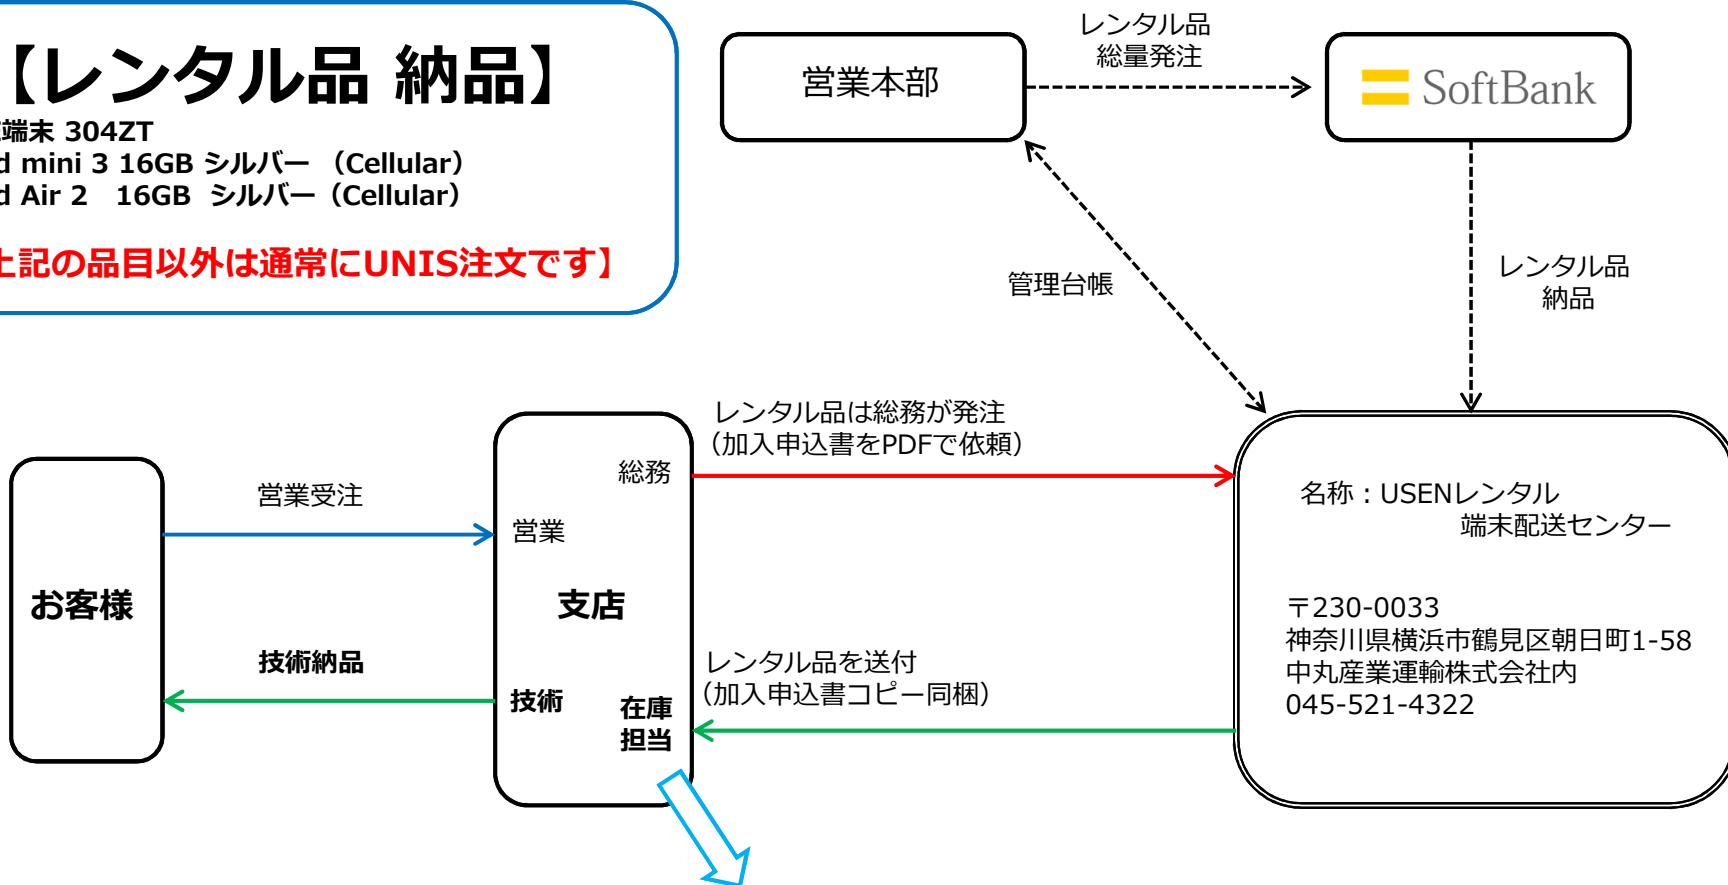 【レンタル品 納品】
端末 304ZT
d mini 3 16GB シルバー （Cellular）
d Air 2　16GB シルバー（Cellular）
上記の品目以外は通常にUNIS注文です】
営業本部
レンタル品
総量発注
SoftBank
管理台帳
レンタル品
納品
レンタル品は総務が発注
（加入申込書をPDFで依頼）
総務
営業受注
営業
お客様
支店
技術納品
技術
在庫
担当
レンタル品を送付
（加入申込書コピー同梱）
名称：USENレンタル
端末配送センター
〒230-0033
神奈川県横浜市鶴見区朝日町1-58
中丸産業運輸株式会社内
045-521-4322